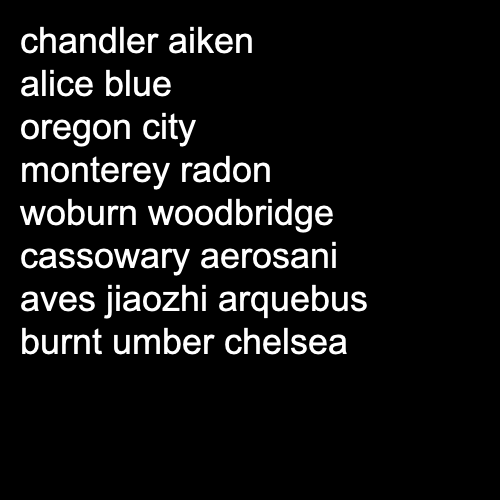 chandler aiken
alice blue
oregon city
monterey radon
woburn woodbridge
cassowary aerosani
aves jiaozhi arquebus
burnt umber chelsea